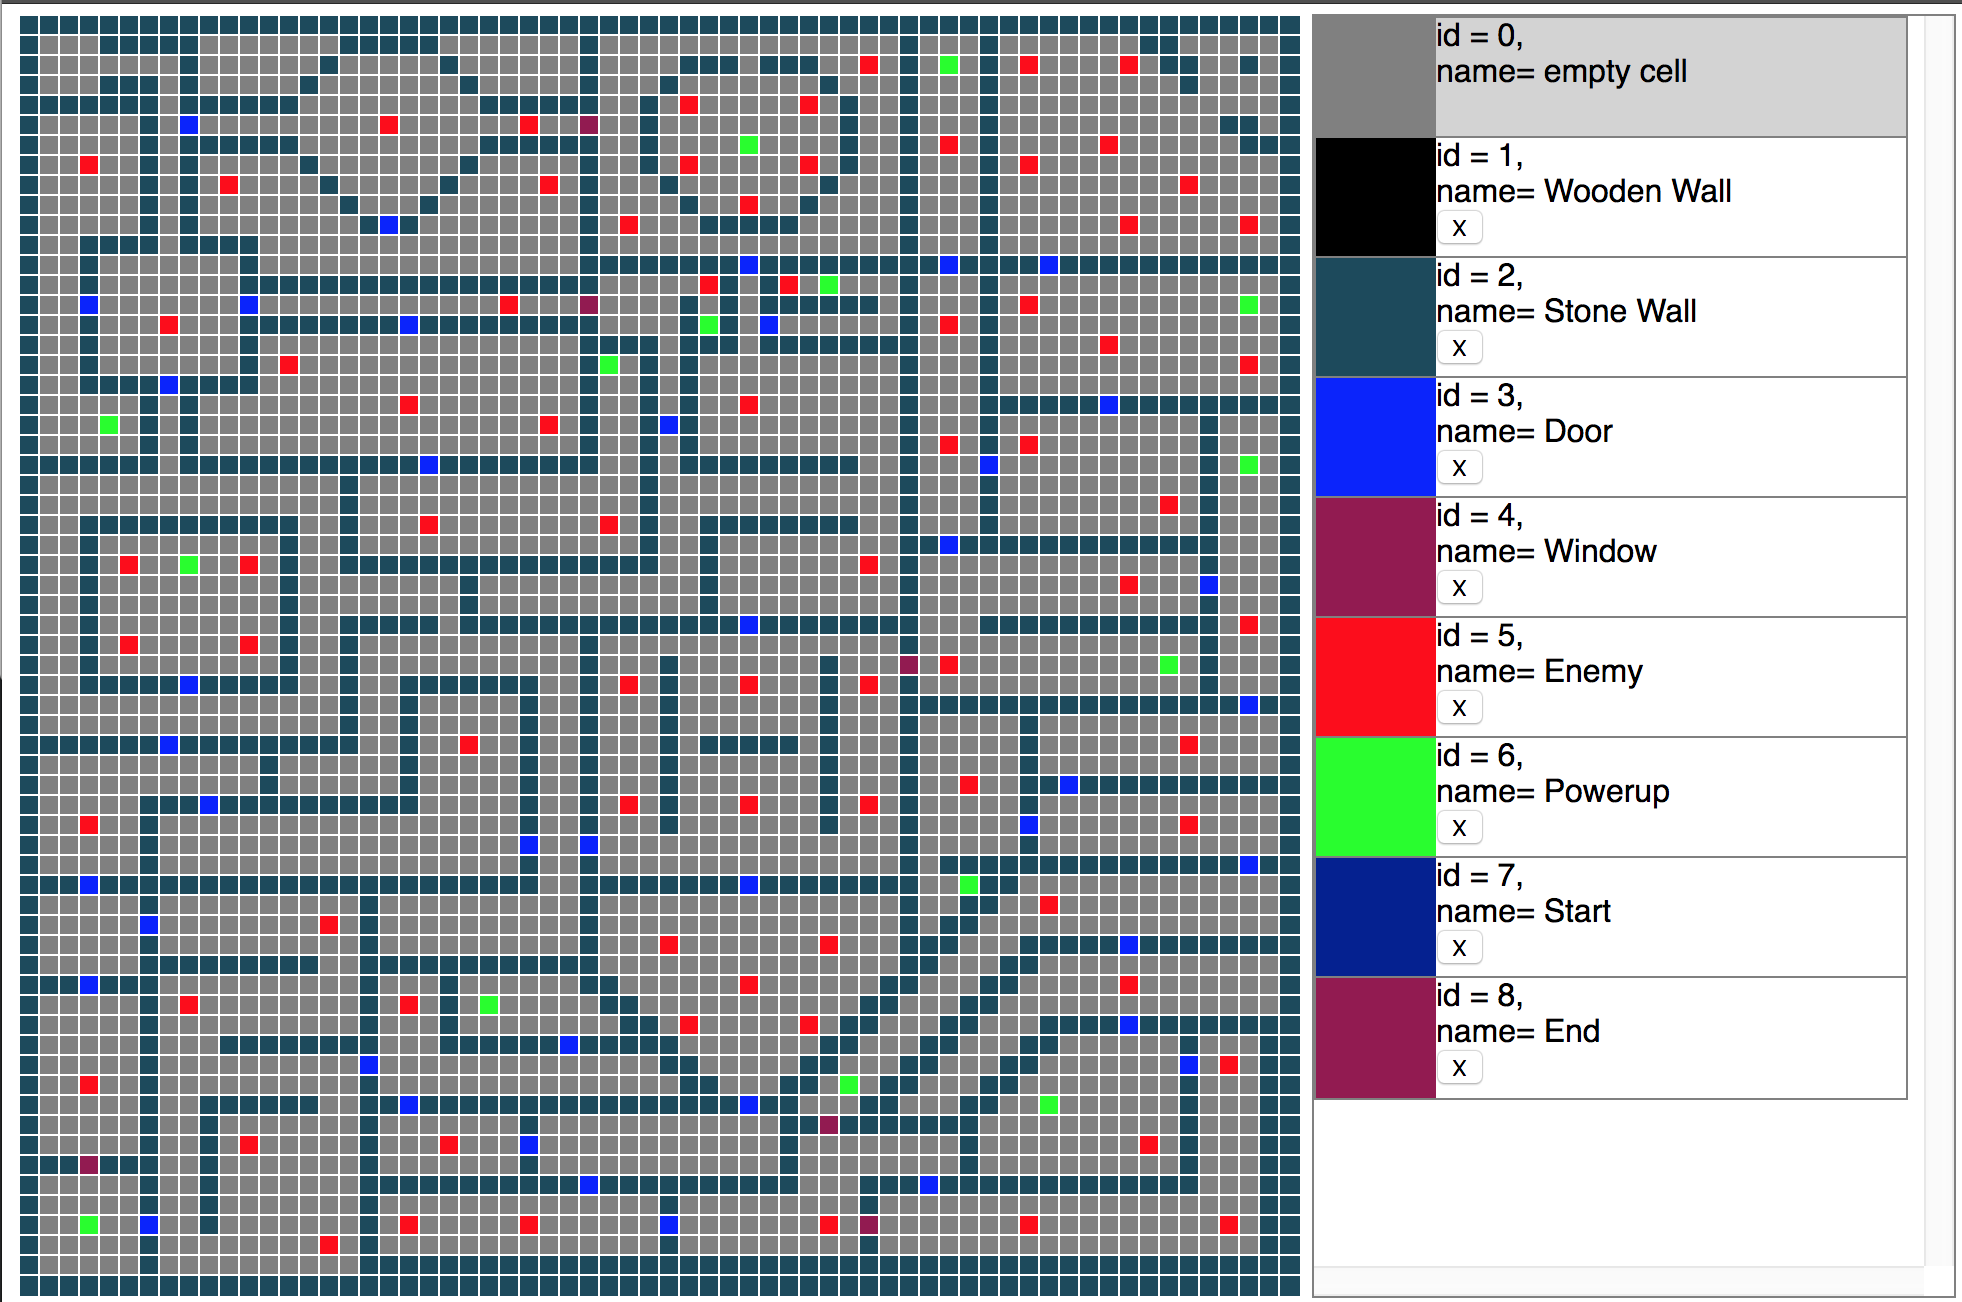 id = 0,
name= empty cell
id = 1,
name= Wooden Wall
X
id = 2,
name= Stone Wall
X
id = 3,
name= Door
X
id = 4,
name= Window
X
id = 5,
name= Enemy
X
id = 6,
name= Powerup
X
id = 7,
name= Start
X
id = 8,
name= End
X